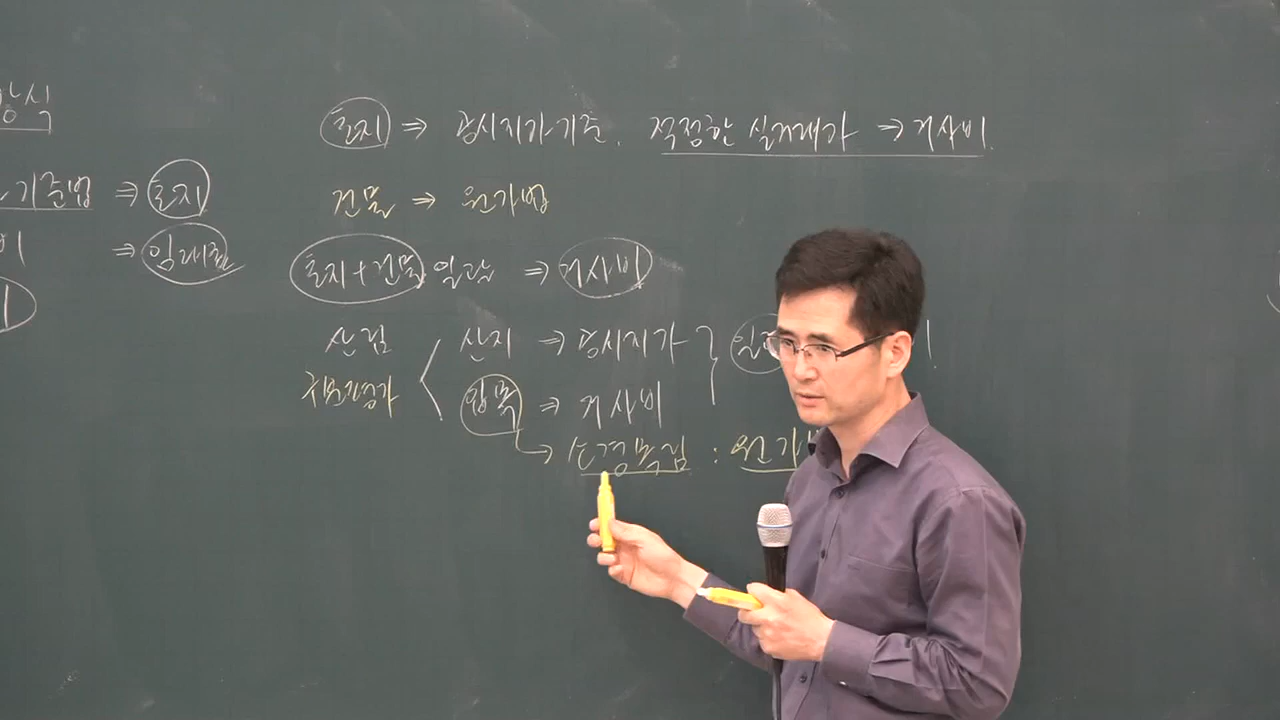 방식
기준법 ⇒ 토지
⇒ 임대료
토지 ⇒ 공시지가기준. 적정한 실거래가 ⇒ 거사비.
건물 ⇒ 원가법
토지+건물 일괄 ⇒ 거사비
산림
산지 ⇒ 공시지가
입목 ⇒ 거사비
→ 소경목림 : 원가